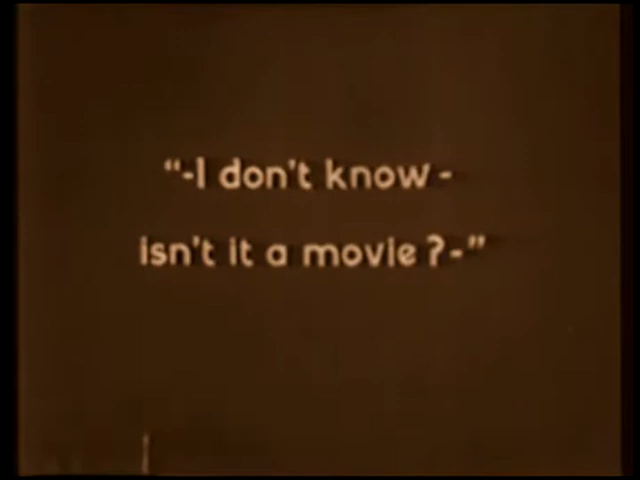 “-I don't know -
isn't it a movie ? -”